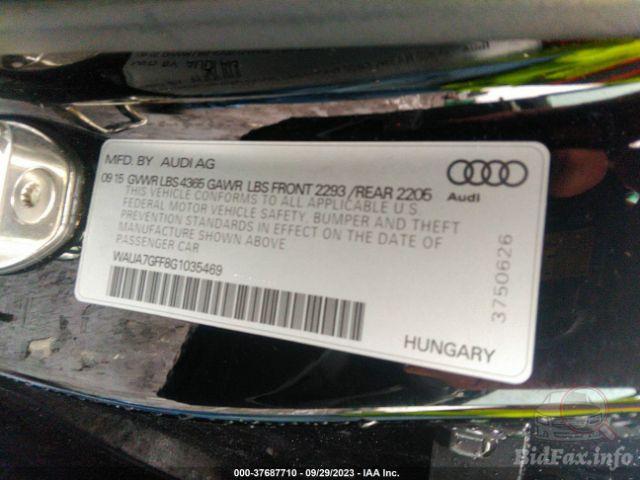 MFD. BY AUDI AG
09 15 GVWR LBS 4365 GAWR LBS FRONT 2293 /REAR 2205
THIS VEHICLE CONFORMS TO ALL APPLICABLE U S
FEDERAL MOTOR VEHICLE SAFETY, BUMPER AND THEFT
PREVENTION STANDARDS IN EFFECT ON THE DATE OF
MANUFACTURE SHOWN ABOVE
PASSENGER CAR
WAUA7GFF8G1035469
Audi
3750626
HUNGARY
BidFax.info
000-37687710 - 09/29/2023 - IAA Inc.